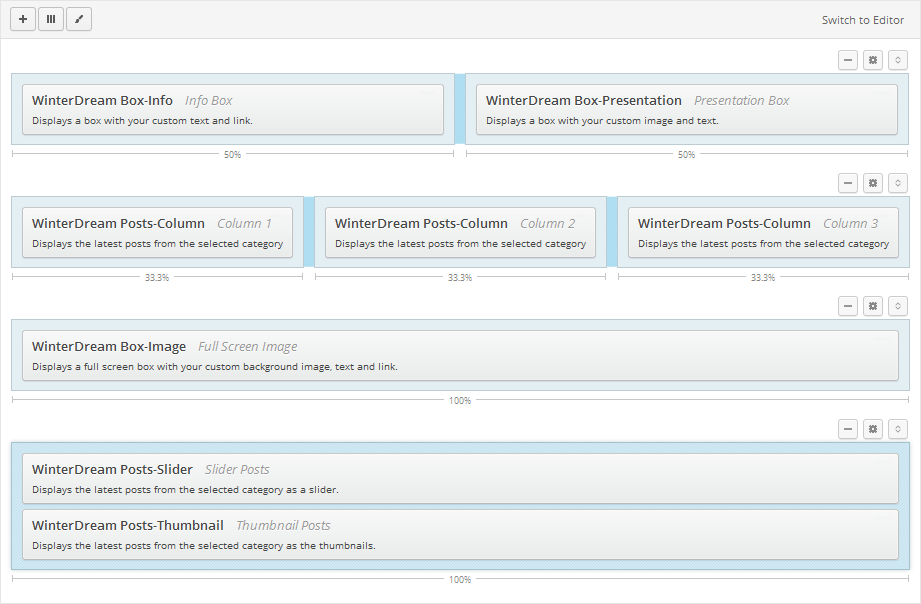 Switch to Editor
WinterDream Box-Info Info Box
Displays a box with your custom text and link.
50%
WinterDream Box-Presentation Presentation Box
Displays a box with your custom image and text.
50%
WinterDream Posts-Column Column 1
Displays the latest posts from the selected category
33.3%
WinterDream Posts-Column Column 2
Displays the latest posts from the selected category
33.3%
WinterDream Posts-Column Column 3
Displays the latest posts from the selected category
33.3%
WinterDream Box-Image Full Screen Image
Displays a full screen box with your custom background image, text and link.
100%
WinterDream Posts-Slider Slider Posts
Displays the latest posts from the selected category as a slider.
WinterDream Posts-Thumbnail Thumbnail Posts
Displays the latest posts from the selected category as the thumbnails.
100%